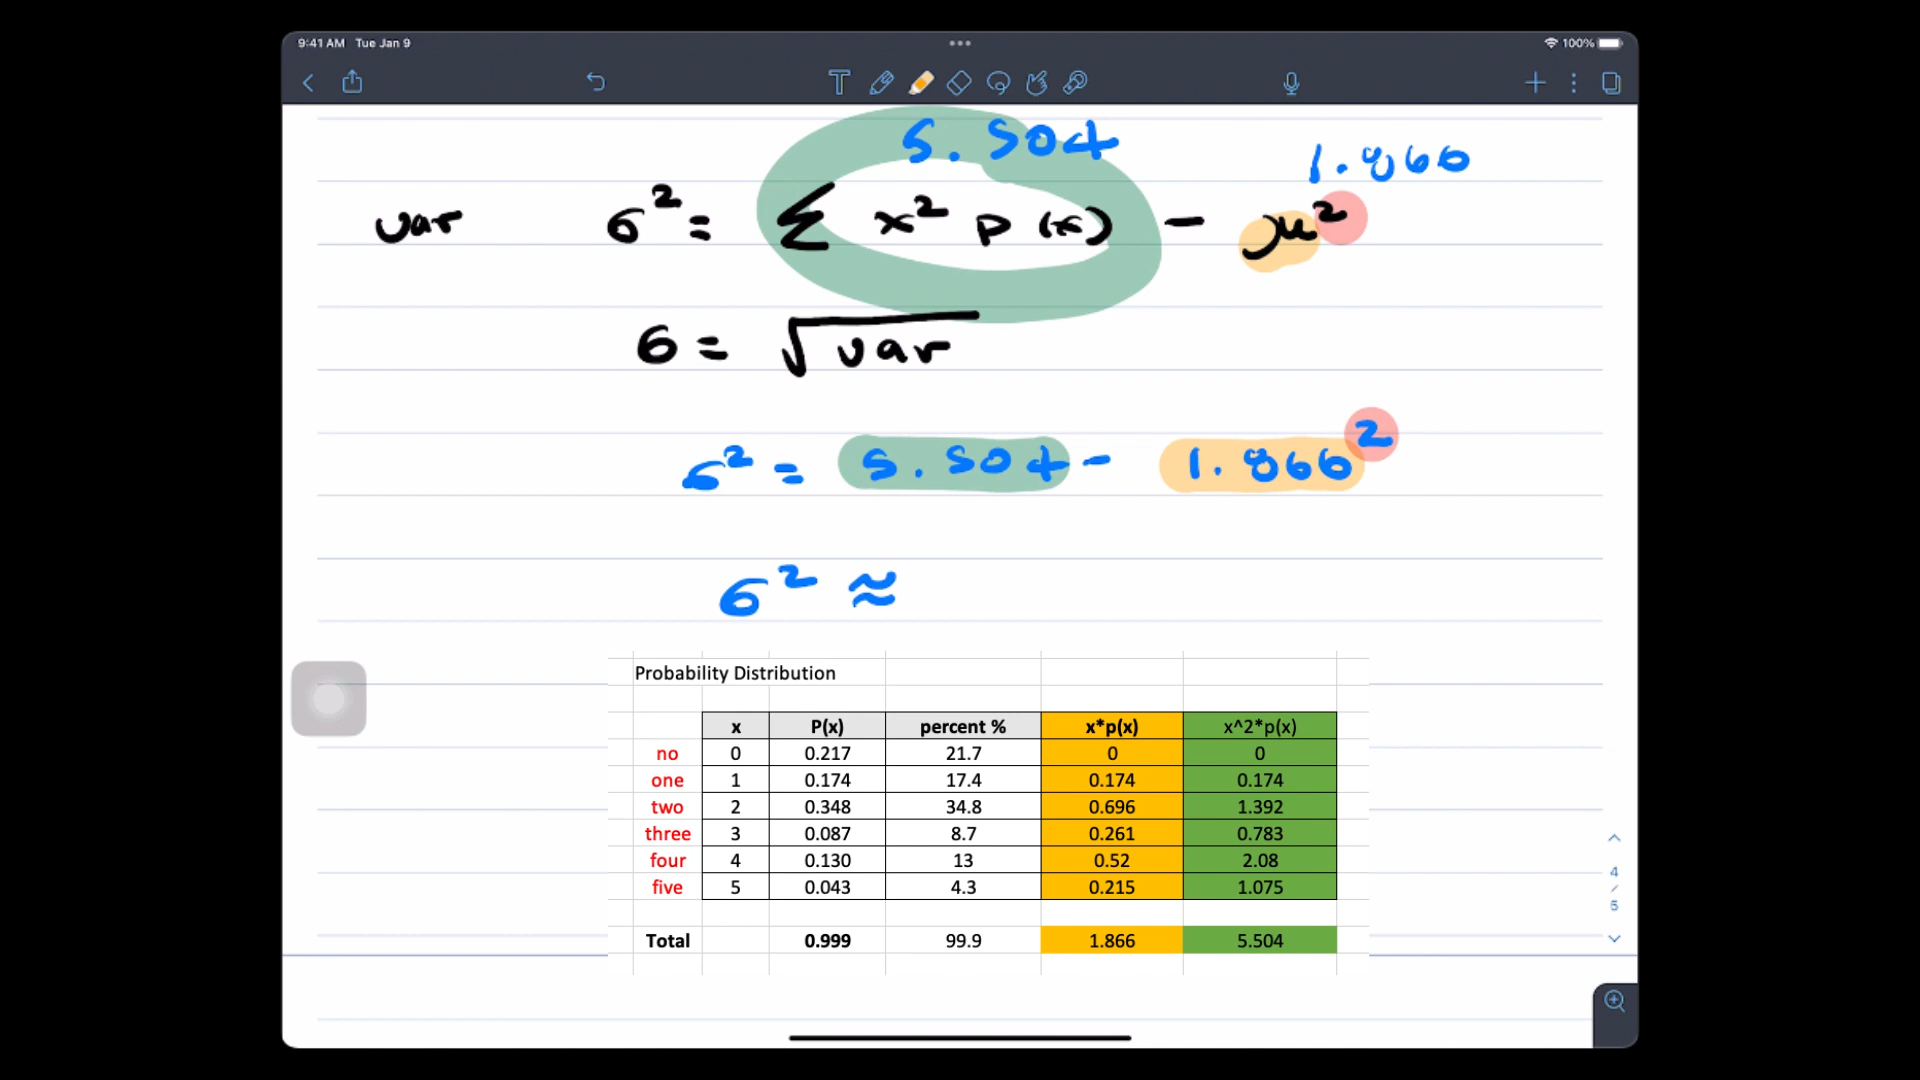 9:41 AM Tue Jan 9
100%
5.504
1.866
var σ² = Σ x² p(x) − μ²
σ = √var
σ² = 5.504 − 1.866²
σ² ≈
Probability Distribution
x P(x) percent % x*p(x) x^2*p(x)
no 0 0.217 21.7 0 0
one 1 0.174 17.4 0.174 0.174
two 2 0.348 34.8 0.696 1.392
three 3 0.087 8.7 0.261 0.783
four 4 0.130 13 0.52 2.08
five 5 0.043 4.3 0.215 1.075
Total 0.999 99.9 1.866 5.504
4
/
5